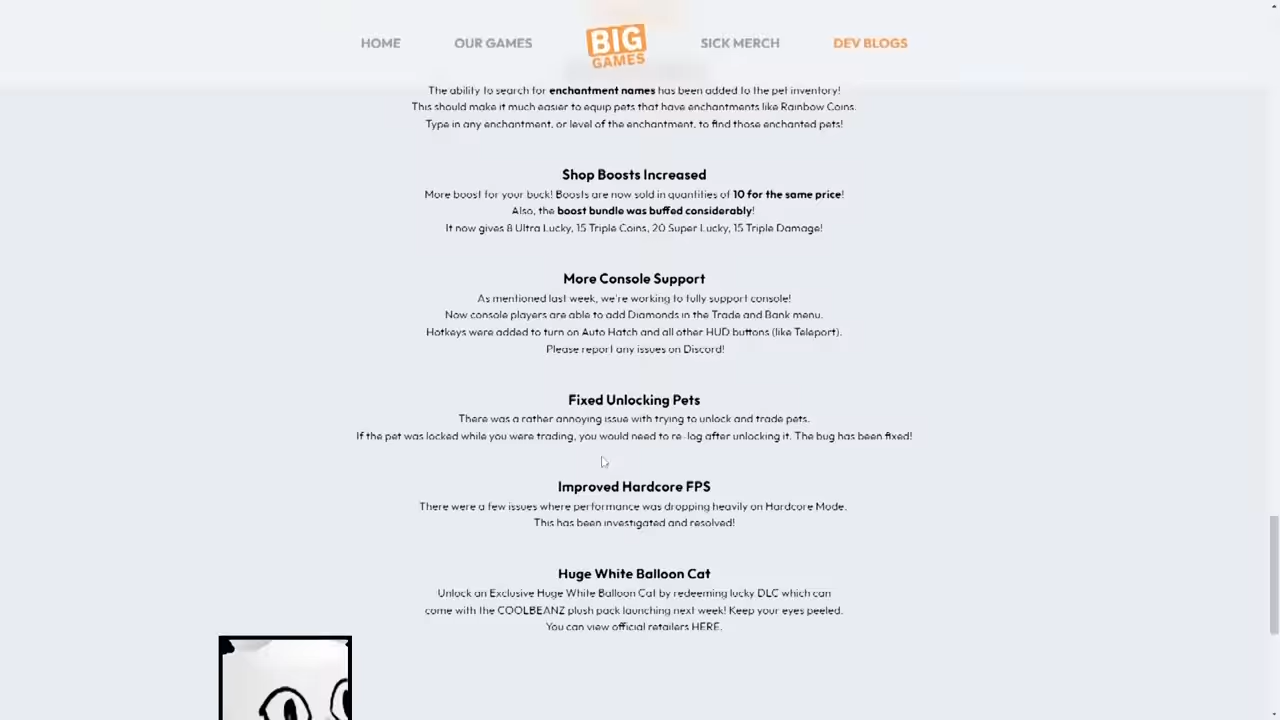 HOME
OUR GAMES
BIG
GAMES
SICK MERCH
DEV BLOGS
The ability to search for enchantment names has been added to the pet inventory!
This should make it much easier to equip pets that have enchantments like Rainbow Coins.
Type in any enchantment, or level of the enchantment, to find those enchanted pets!
Shop Boosts Increased
More boost for your buck! Boosts are now sold in quantities of 10 for the same price!
Also, the boost bundle was buffed considerably!
It now gives 8 Ultra Lucky, 15 Triple Coins, 20 Super Lucky, 15 Triple Damage!
More Console Support
As mentioned last week, we're working to fully support console!
Now console players are able to add Diamonds in the Trade and Bank menu.
Hotkeys were added to turn on Auto Hatch and all other HUD buttons (like Teleport).
Please report any issues on Discord!
Fixed Unlocking Pets
There was a rather annoying issue with trying to unlock and trade pets.
If the pet was locked while you were trading, you would need to re-log after unlocking it. The bug has been fixed!
Improved Hardcore FPS
There were a few issues where performance was dropping heavily on Hardcore Mode.
This has been investigated and resolved!
Huge White Balloon Cat
Unlock an Exclusive Huge White Balloon Cat by redeeming lucky DLC which can
come with the COOLBEANZ plush pack launching next week! Keep your eyes peeled.
You can view official retailers HERE.